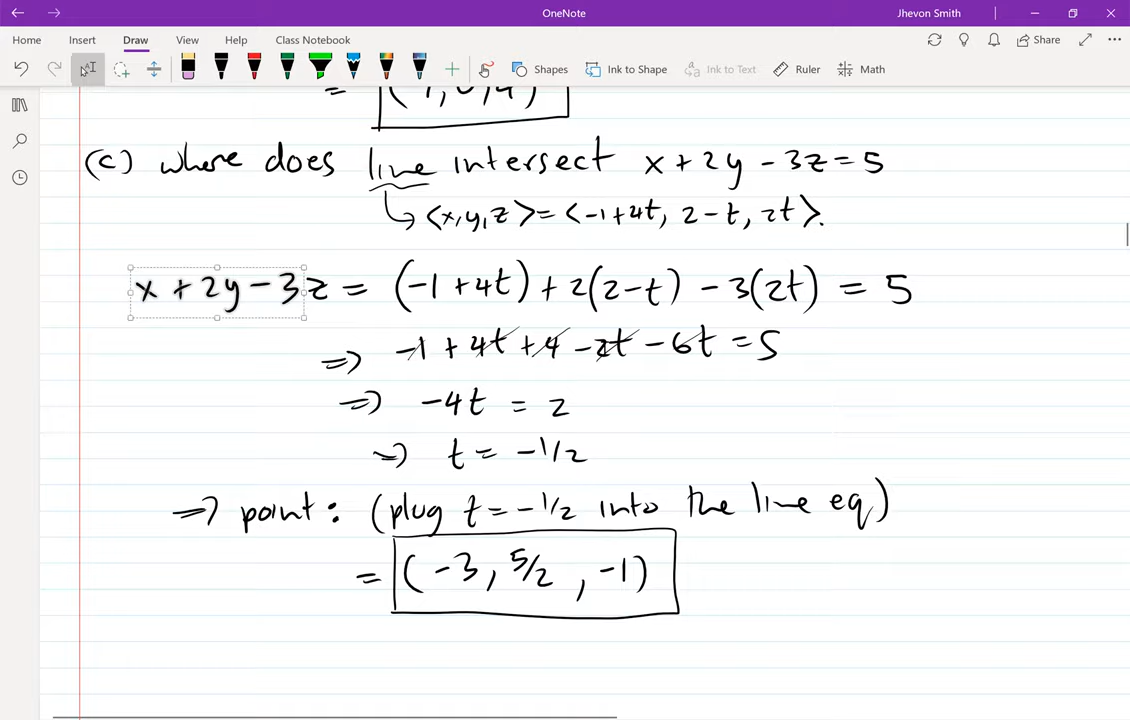 OneNote
Jhevon Smith
Home Insert Draw View Help Class Notebook
Share
Shapes Ink to Shape Ink to Text Ruler Math
(c) where does line intersect x + 2y - 3z = 5
↳ <x,y,z> = <-1+4t, 2-t, 2t>.
x + 2y - 3z = (-1 + 4t) + 2(2-t) - 3(2t) = 5
=> -1 + 4t + 4 - 2t - 6t = 5
=> -4t = 2
=> t = -1/2
=> point: (plug t = -1/2 into the line eq)
= (-3, 5/2, -1)